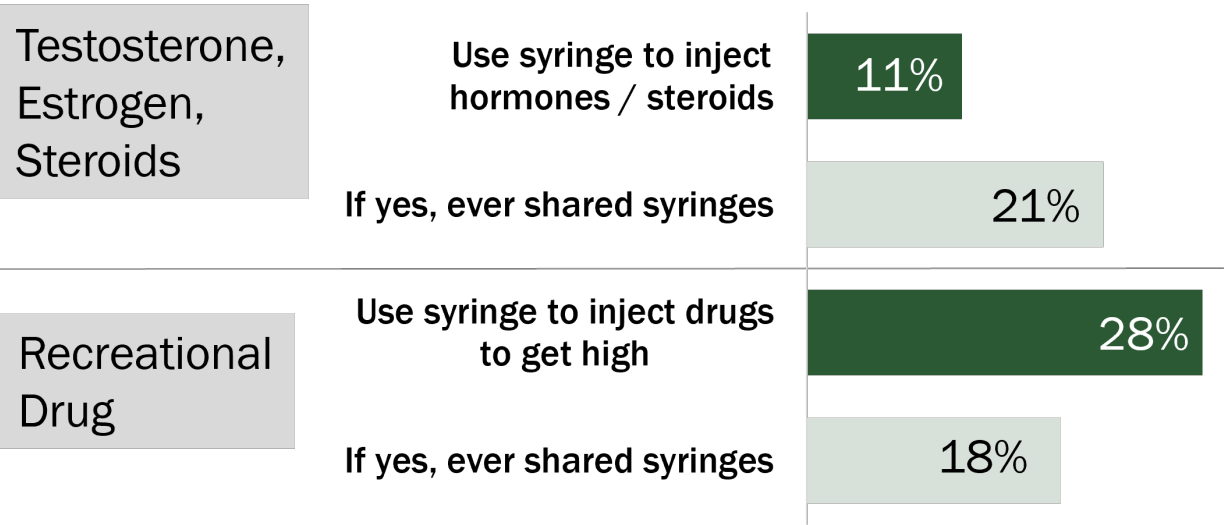 Testosterone,
Estrogen,
Steroids
Use syringe to inject
hormones / steroids
11%
If yes, ever shared syringes
21%
Recreational
Drug
Use syringe to inject drugs
to get high
28%
If yes, ever shared syringes
18%